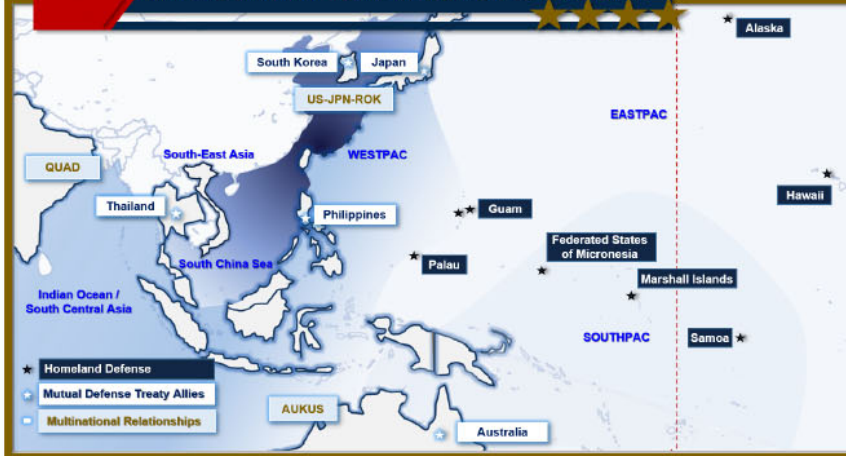 Alaska
South Korea
Japan
US-JPN-ROK
EASTPAC
South-East Asia
WESTPAC
QUAD
Hawaii
Thailand
Guam
Philippines
Federated States
of Micronesia
South China Sea
Palau
Marshall Islands
Indian Ocean /
South Central Asia
SOUTHPAC
Samoa
Homeland Defense
Mutual Defense Treaty Allies
AUKUS
Multinational Relationships
Australia